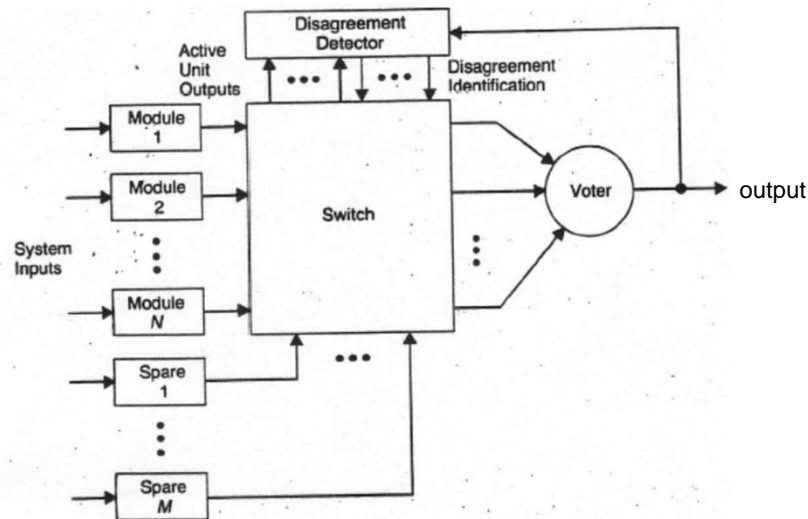 Disagreement
Detector
Active
Unit
Outputs
Disagreement
Identification
Module
1
Module
2
System
Inputs
Module
N
Spare
1
Spare
M
Switch
Voter
output